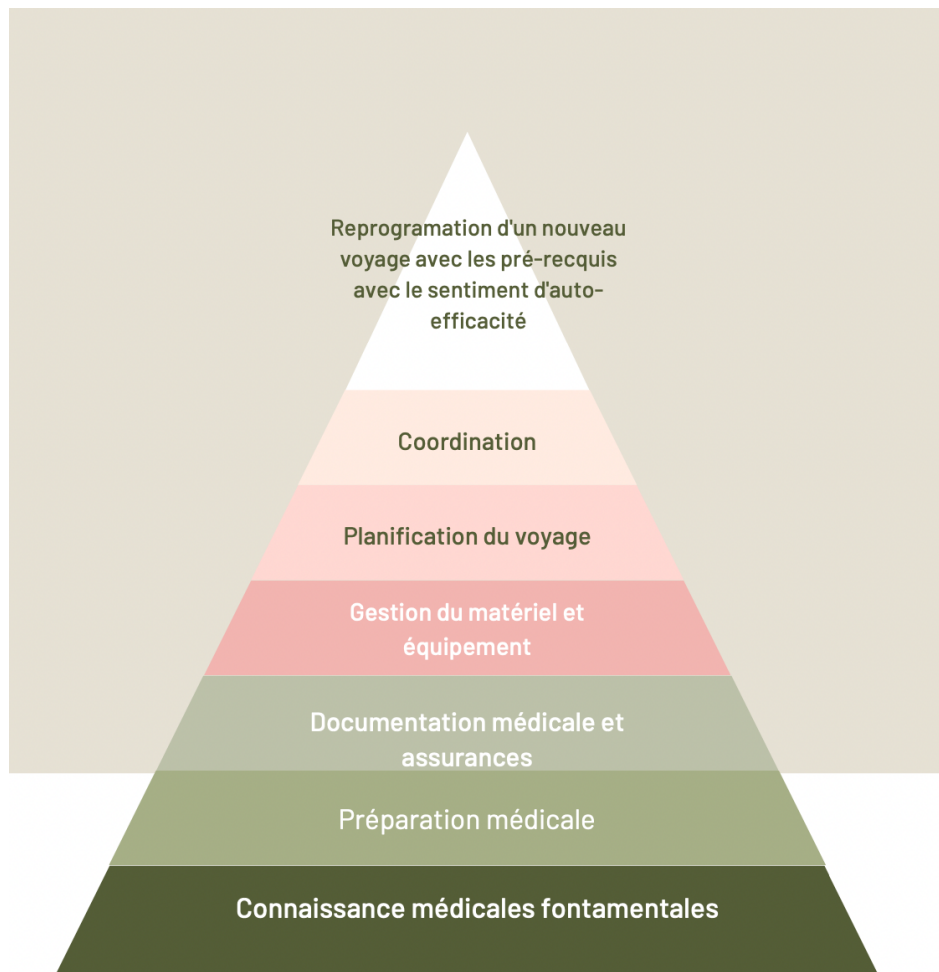 Reprogramation d'un nouveau
voyage avec les pré-recquis
avec le sentiment d'auto-
efficacité
Coordination
Planification du voyage
Gestion du matériel et
équipement
Documentation médicale et
assurances
Préparation médicale
Connaissance médicales fontamentales